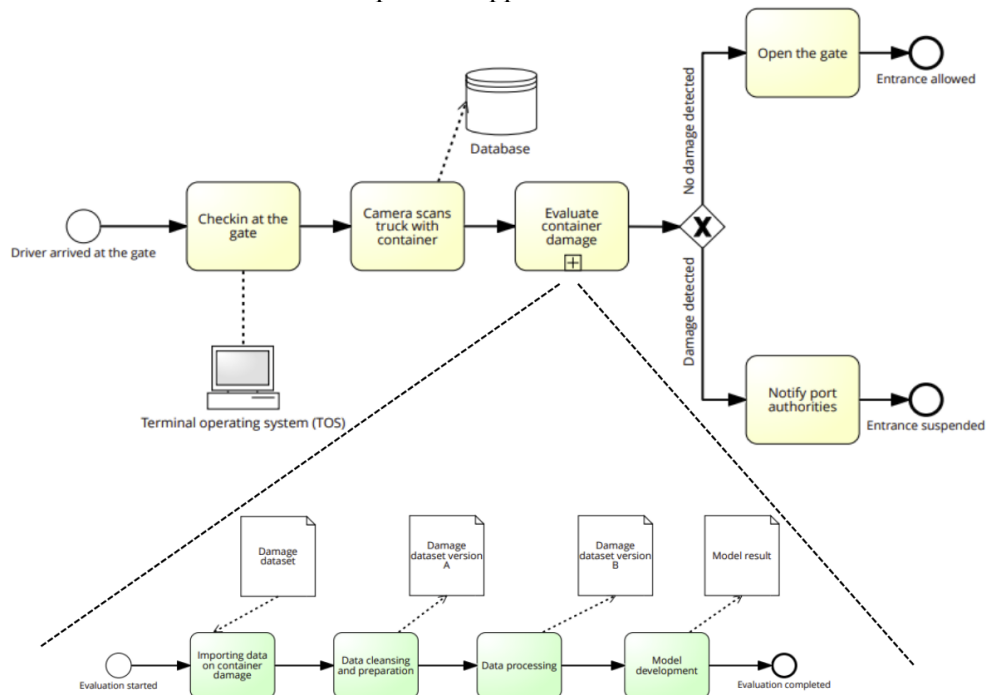 Open the gate
Entrance allowed
No damage detected
Database
Checkin at the
gate
Camera scans
truck with
container
Evaluate
container
damage
Driver arrived at the gate
X
Damage detected
Terminal operating system (TOS)
Notify port
authorities
Entrance suspended
Damage
dataset
Damage
dataset version
A
Damage
dataset version
B
Model result
Importing data
on container
damage
Data cleansing
and preparation
Data processing
Model
development
Evaluation started
Evaluation completed